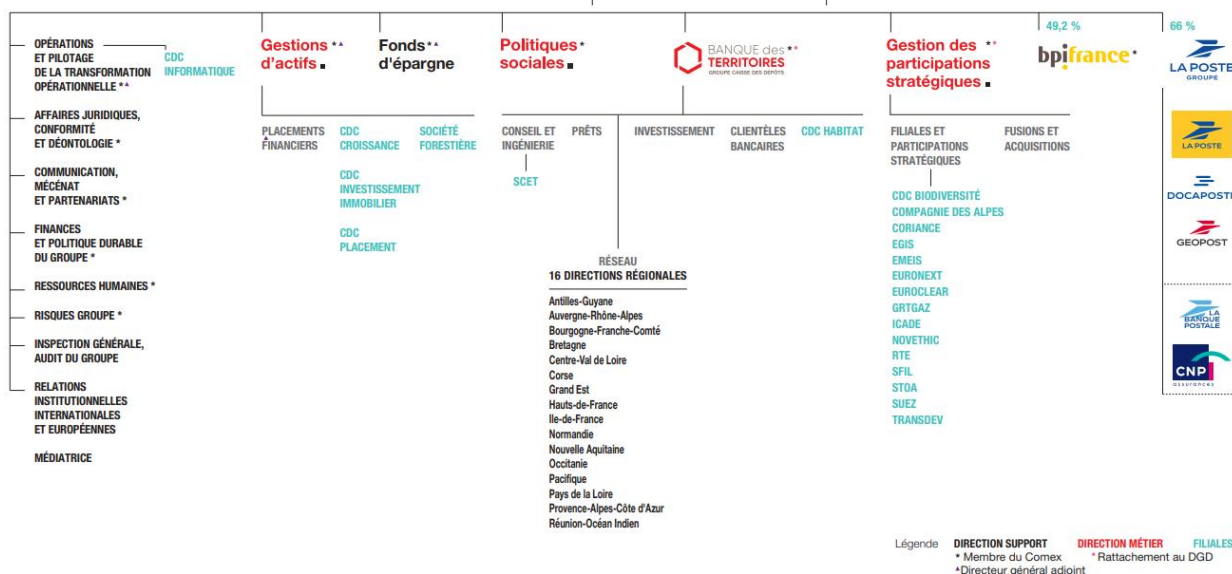 OPÉRATIONS
ET PILOTAGE
DE LA TRANSFORMATION
OPÉRATIONNELLE *▲
CDC
INFORMATIQUE
AFFAIRES JURIDIQUES,
CONFORMITÉ
ET DÉONTOLOGIE *
COMMUNICATION,
MÉCÉNAT
ET PARTENARIATS *
FINANCES
ET POLITIQUE DURABLE
DU GROUPE *
RESSOURCES HUMAINES *
RISQUES GROUPE *
INSPECTION GÉNÉRALE,
AUDIT DU GROUPE
RELATIONS
INSTITUTIONNELLES
INTERNATIONALES
ET EUROPÉENNES
MÉDIATRICE
Gestions *▲
d'actifs ■
PLACEMENTS
FINANCIERS
CDC
CROISSANCE
CDC
INVESTISSEMENT
IMMOBILIER
CDC
PLACEMENT
SOCIÉTÉ
FORESTIÈRE
Fonds *▲
d'épargne
Politiques *
sociales ■
BANQUE des **
TERRITOIRES
GROUPE CAISSE DES DÉPÔTS
CONSEIL ET
INGÉNIERIE
SCET
PRÊTS
INVESTISSEMENT
CLIENTÈLES
BANCAIRES
CDC HABITAT
RÉSEAU
16 DIRECTIONS RÉGIONALES
Antilles-Guyane
Auvergne-Rhône-Alpes
Bourgogne-Franche-Comté
Bretagne
Centre-Val de Loire
Corse
Grand Est
Hauts-de-France
Ile-de-France
Normandie
Nouvelle Aquitaine
Occitanie
Pacifique
Pays de la Loire
Provence-Alpes-Côte d'Azur
Réunion-Océan Indien
Gestion des **
participations
stratégiques ■
FILIALES ET
PARTICIPATIONS
STRATÉGIQUES
CDC BIODIVERSITÉ
COMPAGNIE DES ALPES
CORIANCE
EGIS
EMEIS
EURONEXT
EUROCLEAR
GRTGAZ
ICADE
NOVETHIC
RTE
SFIL
STOA
SUEZ
TRANSDEV
FUSIONS ET
ACQUISITIONS
49,2 %
bpifrance *
66 %
LA POSTE
GROUPE
LA POSTE
DOCAPOSTE
GEOPOST
LA
BANQUE
POSTALE
CNP
assurances
Légende DIRECTION SUPPORT DIRECTION MÉTIER FILIALES
* Membre du Comex * Rattachement au DGD
▲Directeur général adjoint